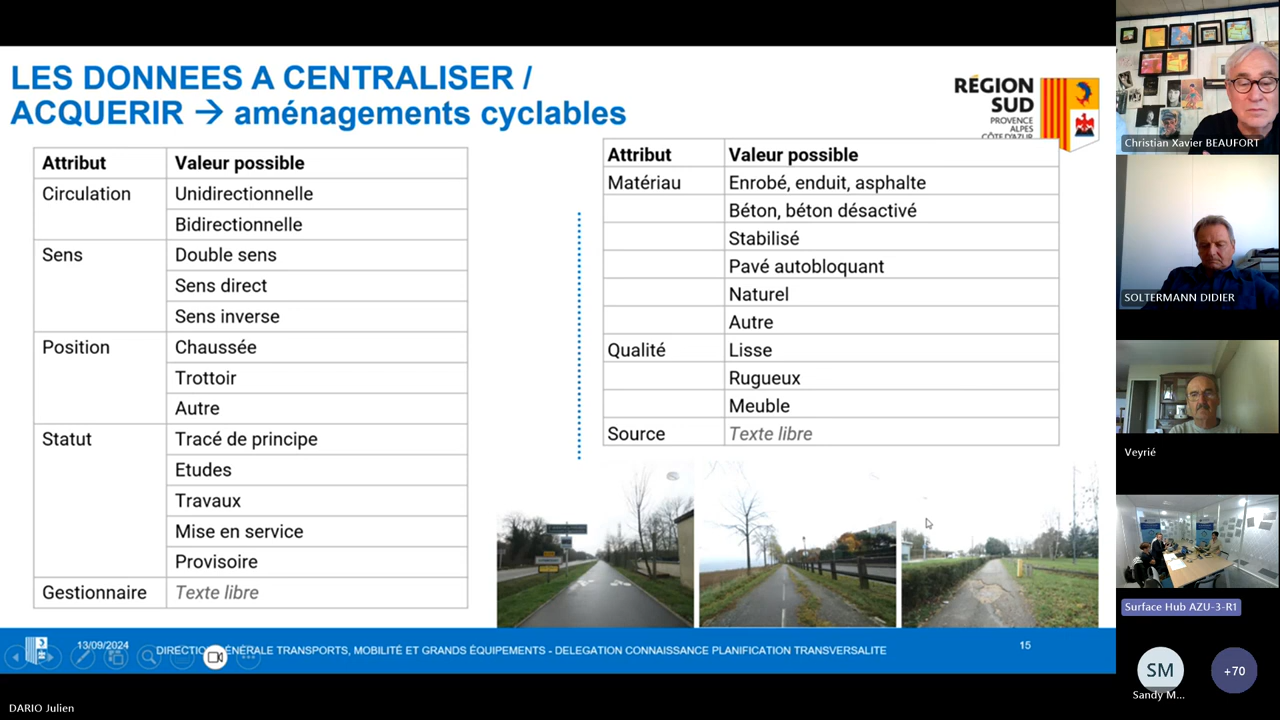 LES DONNEES A CENTRALISER /
ACQUERIR → aménagements cyclables
RÉGION
SUD
PROVENCE
ALPES
CÔTE D'AZUR
Attribut Valeur possible
Circulation Unidirectionnelle
Bidirectionnelle
Sens Double sens
Sens direct
Sens inverse
Position Chaussée
Trottoir
Autre
Statut Tracé de principe
Etudes
Travaux
Mise en service
Provisoire
Gestionnaire Texte libre
Attribut Valeur possible
Matériau Enrobé, enduit, asphalte
Béton, béton désactivé
Stabilisé
Pavé autobloquant
Naturel
Autre
Qualité Lisse
Rugueux
Meuble
Source Texte libre
13/09/2024
DIRECTION GÉNÉRALE TRANSPORTS, MOBILITÉ ET GRANDS ÉQUIPEMENTS - DELEGATION CONNAISSANCE PLANIFICATION TRANSVERSALITE
15
DARIO Julien
Christian Xavier BEAUFORT
SOLTERMANN DIDIER
Veyrié
Surface Hub AZU-3-R1
SM
Sandy M...
+70